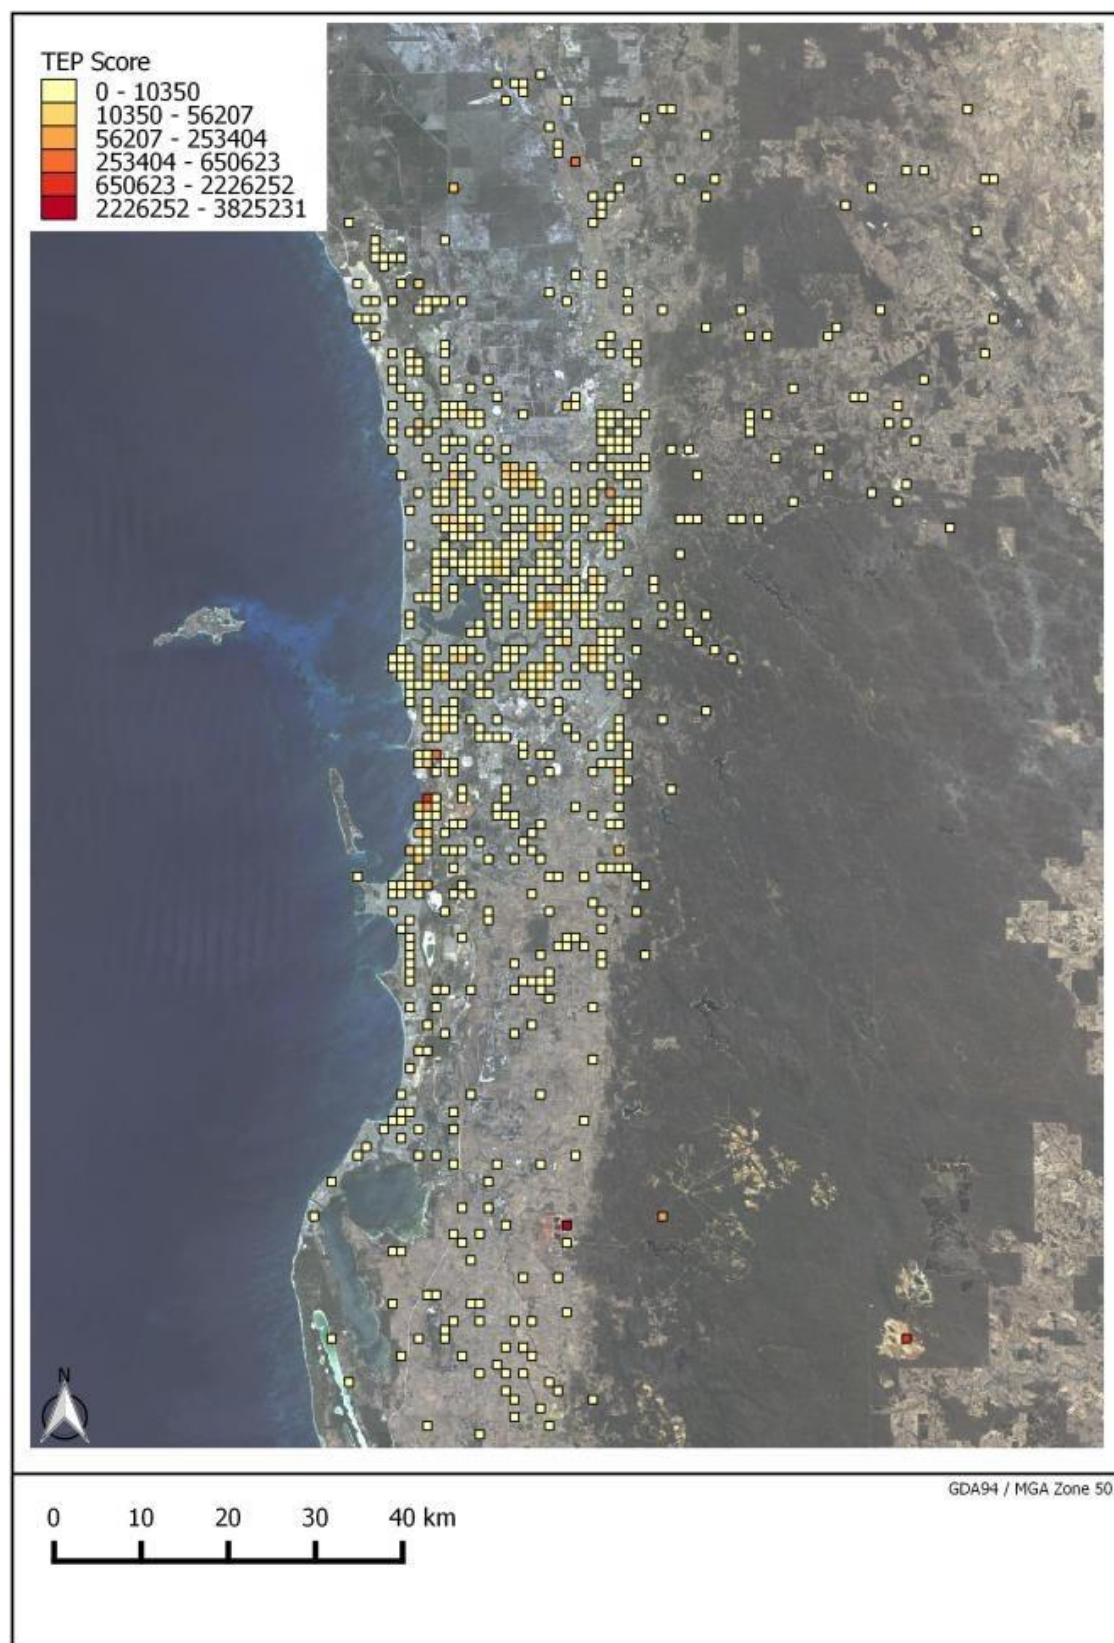 TEP Score
0 - 10350
10350 - 56207
56207 - 253404
253404 - 650623
650623 - 2226252
2226252 - 3825231
N
GDA94 / MGA Zone 50
0 10 20 30 40 km